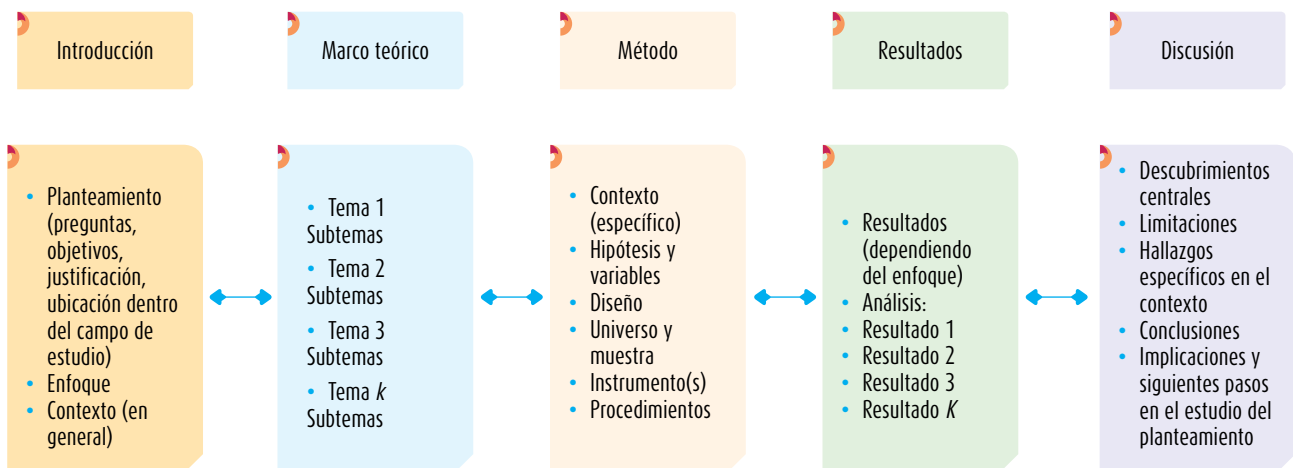 Introducción
Marco teórico
Método
Resultados
Discusión
• Planteamiento
(preguntas,
objetivos,
justificación,
ubicación dentro
del campo de
estudio)
• Enfoque
• Contexto (en
general)
• Tema 1
Subtemas
• Tema 2
Subtemas
• Tema 3
Subtemas
• Tema k
Subtemas
• Contexto
(específico)
• Hipótesis y
variables
• Diseño
• Universo y
muestra
• Instrumento(s)
• Procedimientos
• Resultados
(dependiendo
del enfoque)
• Análisis:
• Resultado 1
• Resultado 2
• Resultado 3
• Resultado K
• Descubrimientos
centrales
• Limitaciones
• Hallazgos
específicos en el
contexto
• Conclusiones
• Implicaciones y
siguientes pasos
en el estudio del
planteamiento